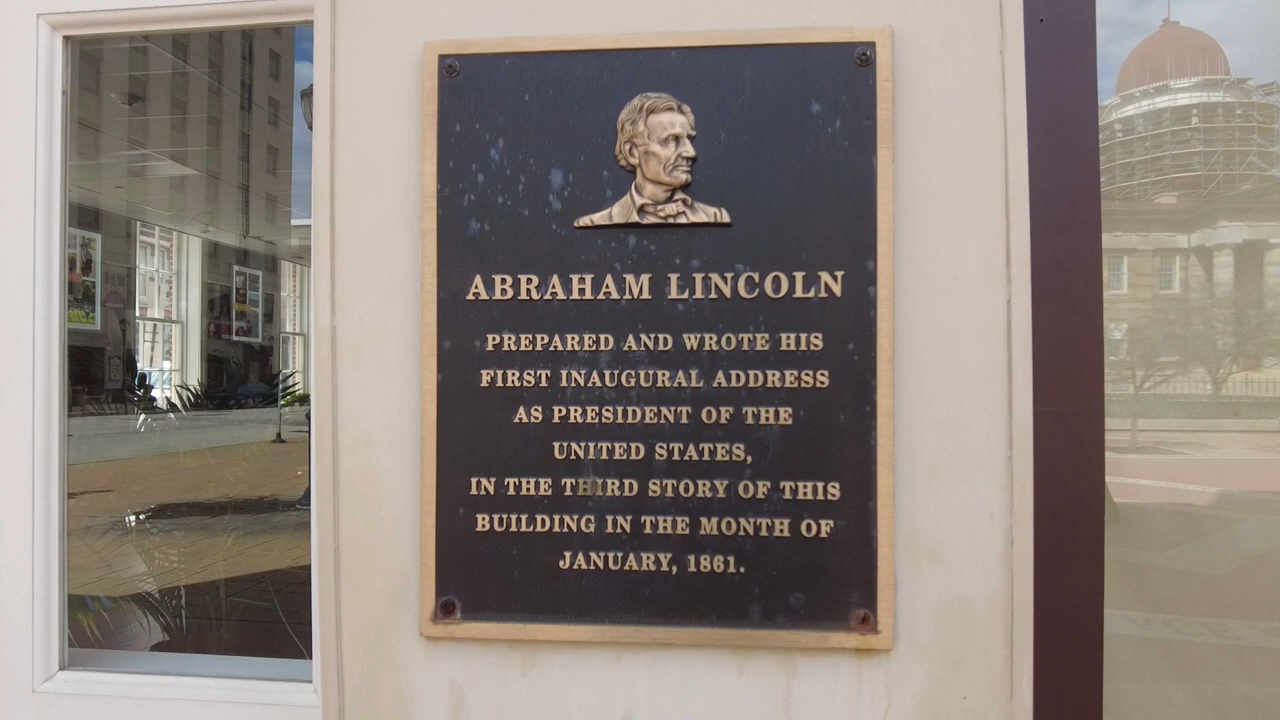 ABRAHAM LINCOLN
PREPARED AND WROTE HIS
FIRST INAUGURAL ADDRESS
AS PRESIDENT OF THE
UNITED STATES,
IN THE THIRD STORY OF THIS
BUILDING IN THE MONTH OF
JANUARY, 1861.